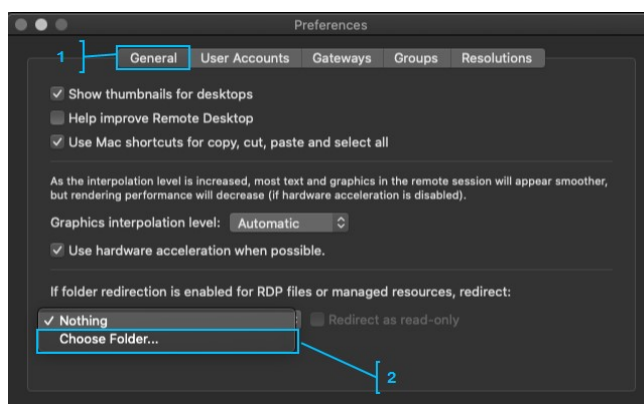 Preferences
1 General User Accounts Gateways Groups Resolutions
Show thumbnails for desktops
Help improve Remote Desktop
Use Mac shortcuts for copy, cut, paste and select all
As the interpolation level is increased, most text and graphics in the remote session will appear smoother,
but rendering performance will decrease (if hardware acceleration is disabled).
Graphics interpolation level: Automatic
Use hardware acceleration when possible.
If folder redirection is enabled for RDP files or managed resources, redirect:
Nothing Redirect as read-only
Choose Folder...
2